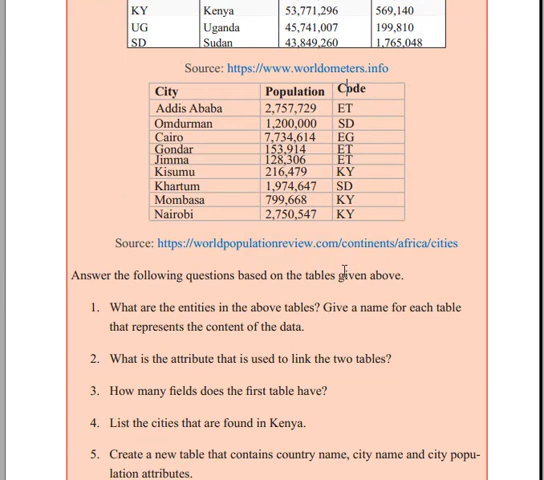 KY Kenya 53,771,296 569,140
UG Uganda 45,741,007 199,810
SD Sudan 43,849,260 1,765,048
Source: https://www.worldometers.info
City Population Code
Addis Ababa 2,757,729 ET
Omdurman 1,200,000 SD
Cairo 7,734,614 EG
Gondar 153,914 ET
Jimma 128,306 ET
Kisumu 216,479 KY
Khartum 1,974,647 SD
Mombasa 799,668 KY
Nairobi 2,750,547 KY
Source: https://worldpopulationreview.com/continents/africa/cities
Answer the following questions based on the tables given above.
1. What are the entities in the above tables? Give a name for each table
that represents the content of the data.
2. What is the attribute that is used to link the two tables?
3. How many fields does the first table have?
4. List the cities that are found in Kenya.
5. Create a new table that contains country name, city name and city popu-
lation attributes.